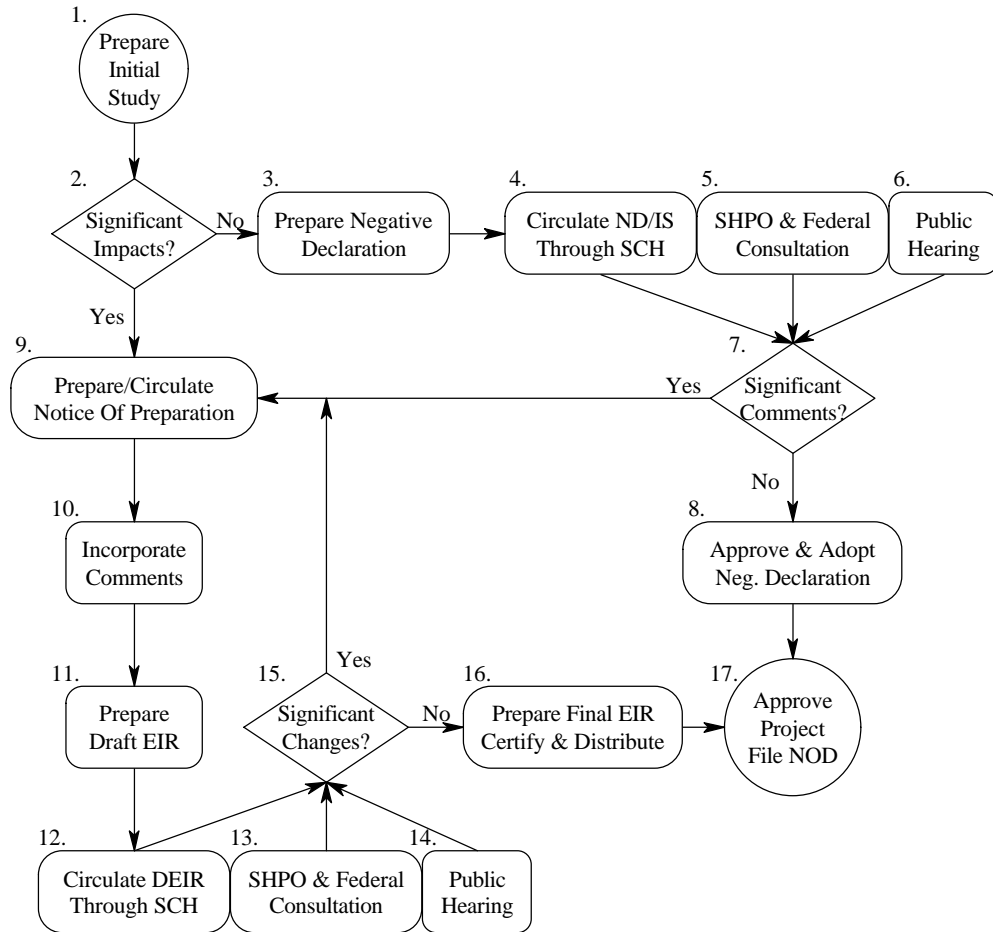 1.
Prepare
Initial
Study
2.
Significant
Impacts?
No
3.
Prepare Negative
Declaration
4.
Circulate ND/IS
Through SCH
5.
SHPO & Federal
Consultation
6.
Public
Hearing
Yes
7.
Significant
Comments?
Yes
No
8.
Approve & Adopt
Neg. Declaration
9.
Prepare/Circulate
Notice Of Preparation
10.
Incorporate
Comments
11.
Prepare
Draft EIR
12.
Circulate DEIR
Through SCH
13.
SHPO & Federal
Consultation
14.
Public
Hearing
15.
Significant
Changes?
Yes
No
16.
Prepare Final EIR
Certify & Distribute
17.
Approve
Project
File NOD